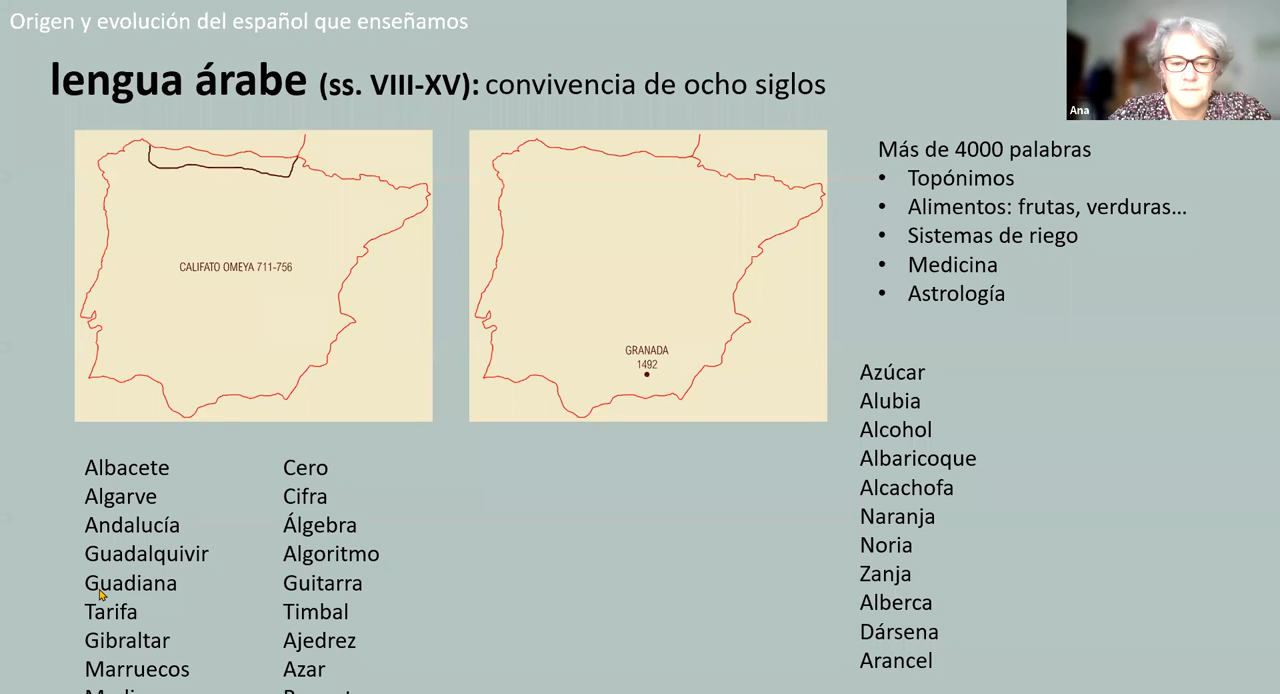 Origen y evolución del español que enseñamos
lengua árabe (ss. VIII-XV): convivencia de ocho siglos
Ana
CALIFATO OMEYA 711-756
GRANADA
1492
Más de 4000 palabras
• Topónimos
• Alimentos: frutas, verduras...
• Sistemas de riego
• Medicina
• Astrología
Albacete
Algarve
Andalucía
Guadalquivir
Guadiana
Tarifa
Gibraltar
Marruecos
Cero
Cifra
Álgebra
Algoritmo
Guitarra
Timbal
Ajedrez
Azar
Azúcar
Alubia
Alcohol
Albaricoque
Alcachofa
Naranja
Noria
Zanja
Alberca
Dársena
Arancel